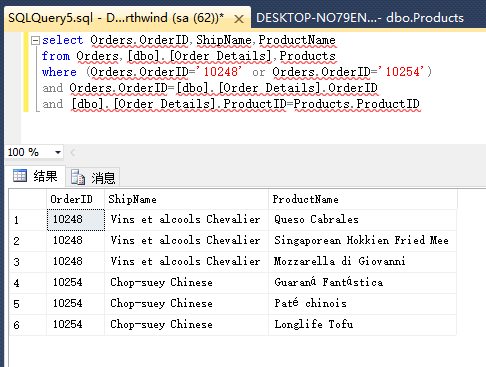 SQLQuery5.sql - D...rthwind (sa (62))* × DESKTOP-NO79EN...- dbo.Products
select Orders.OrderID,ShipName,ProductName
from Orders,[dbo].[Order Details],Products
where (Orders.OrderID='10248' or Orders.OrderID='10254')
and Orders.OrderID=[dbo].[Order Details].OrderID
and [dbo].[Order Details].ProductID=Products.ProductID
100 %
结果 消息
OrderID ShipName ProductName
1 10248 Vins et alcools Chevalier Queso Cabrales
2 10248 Vins et alcools Chevalier Singaporean Hokkien Fried Mee
3 10248 Vins et alcools Chevalier Mozzarella di Giovanni
4 10254 Chop-suey Chinese Guaraná Fantástica
5 10254 Chop-suey Chinese Paté chinois
6 10254 Chop-suey Chinese Longlife Tofu